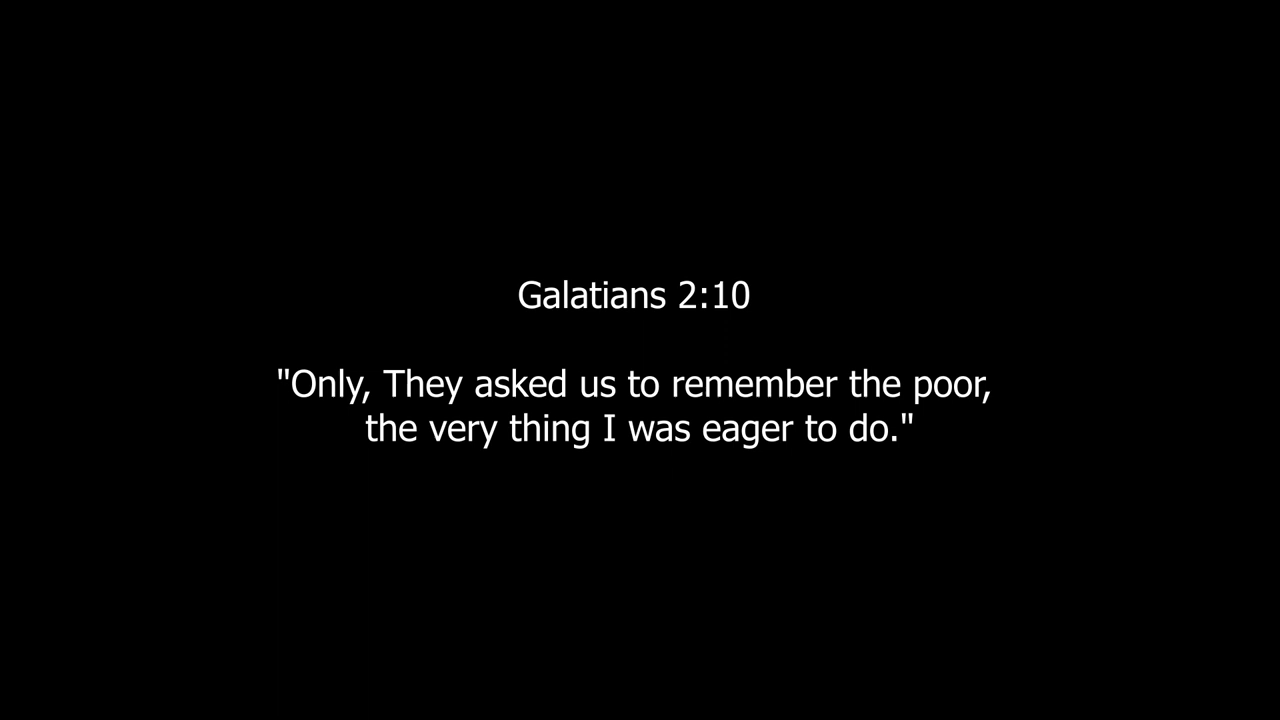 Galatians 2:10
"Only, They asked us to remember the poor,
the very thing I was eager to do."